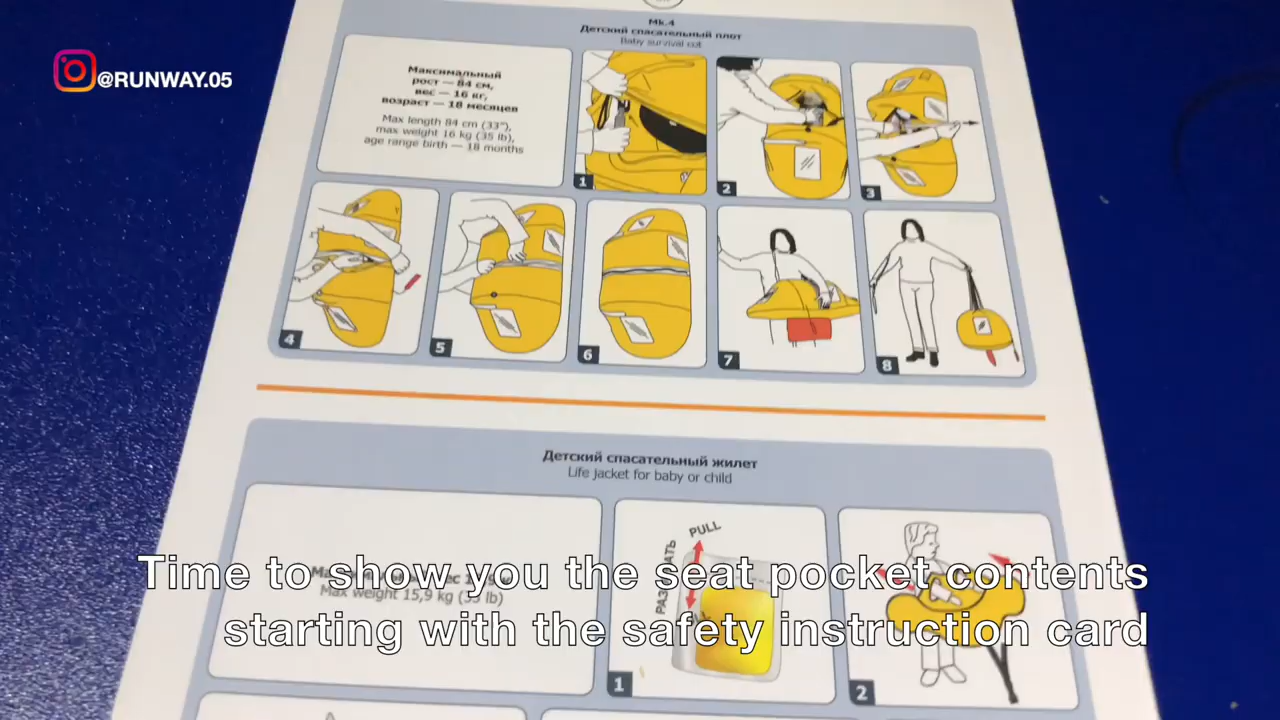 Mk.4
Детский спасательный плот
Baby survival cot
@RUNWAY.05
Максимальный
рост — 84 см,
вес — 16 кг,
возраст — 18 месяцев
Max length 84 cm (33"),
max weight 16 kg (35 lb),
age range birth — 18 months
1
2
3
4
5
6
7
8
Детский спасательный жилет
Life jacket for baby or child
PULL
Max weight 15,9 kg (35 lb)
Time to show you the seat pocket contents
starting with the safety instruction card
1
2